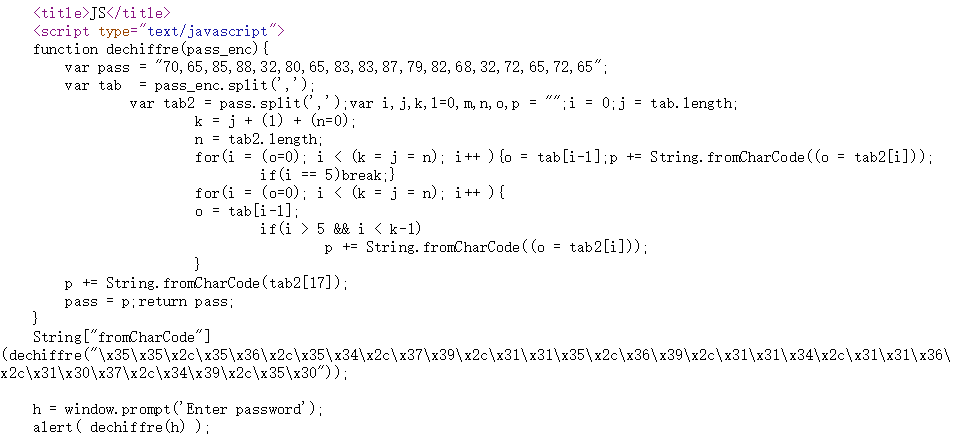 <title>JS</title>
<script type="text/javascript">
function dechiffre(pass_enc){
var pass = "70,65,85,88,32,80,65,83,83,87,79,82,68,32,72,65,72,65";
var tab  = pass_enc.split(',');
var tab2 = pass.split(',');var i,j,k,l=0,m,n,o,p = "";i = 0;j = tab.length;
k = j + (l) + (n=0);
n = tab2.length;
for(i = (o=0); i < (k = j = n); i++ ){o = tab[i-l];p += String.fromCharCode((o = tab2[i]));
if(i == 5)break;}
for(i = (o=0); i < (k = j = n); i++ ){
o = tab[i-l];
if(i > 5 && i < k-1)
p += String.fromCharCode((o = tab2[i]));
}
p += String.fromCharCode(tab2[17]);
pass = p;return pass;
}
String["fromCharCode"]
(dechiffre("\x35\x35\x2c\x35\x36\x2c\x35\x34\x2c\x37\x39\x2c\x31\x31\x35\x2c\x36\x39\x2c\x31\x31\x34\x2c\x31\x31\x36\
x2c\x31\x30\x37\x2c\x34\x39\x2c\x35\x30"));
h = window.prompt('Enter password');
alert( dechiffre(h) );